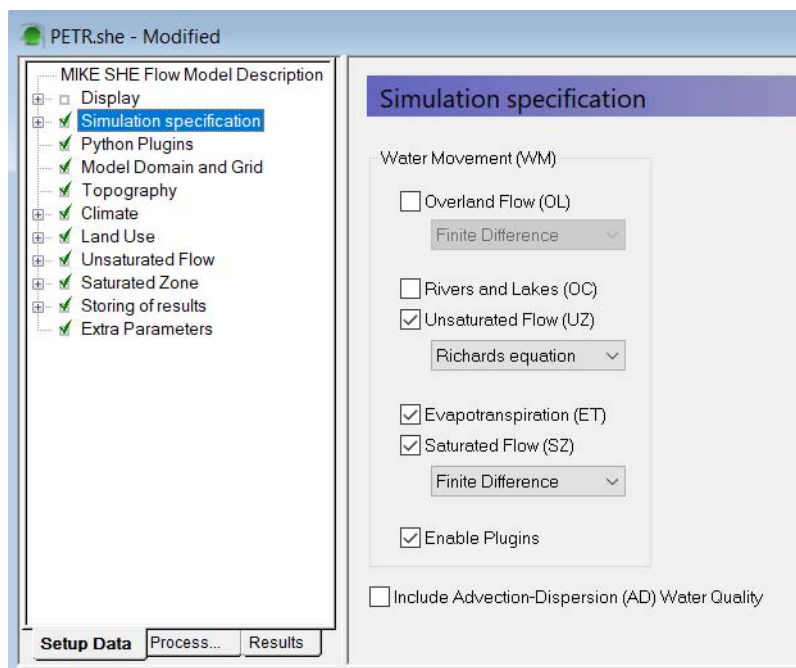 PETR.she - Modified
MIKE SHE Flow Model Description
Display
Simulation specification
Python Plugins
Model Domain and Grid
Topography
Climate
Land Use
Unsaturated Flow
Saturated Zone
Storing of results
Extra Parameters
Setup Data
Process...
Results
Simulation specification
Water Movement (WM)
Overland Flow (OL)
Finite Difference
Rivers and Lakes (OC)
Unsaturated Flow (UZ)
Richards equation
Evapotranspiration (ET)
Saturated Flow (SZ)
Finite Difference
Enable Plugins
Include Advection-Dispersion (AD) Water Quality